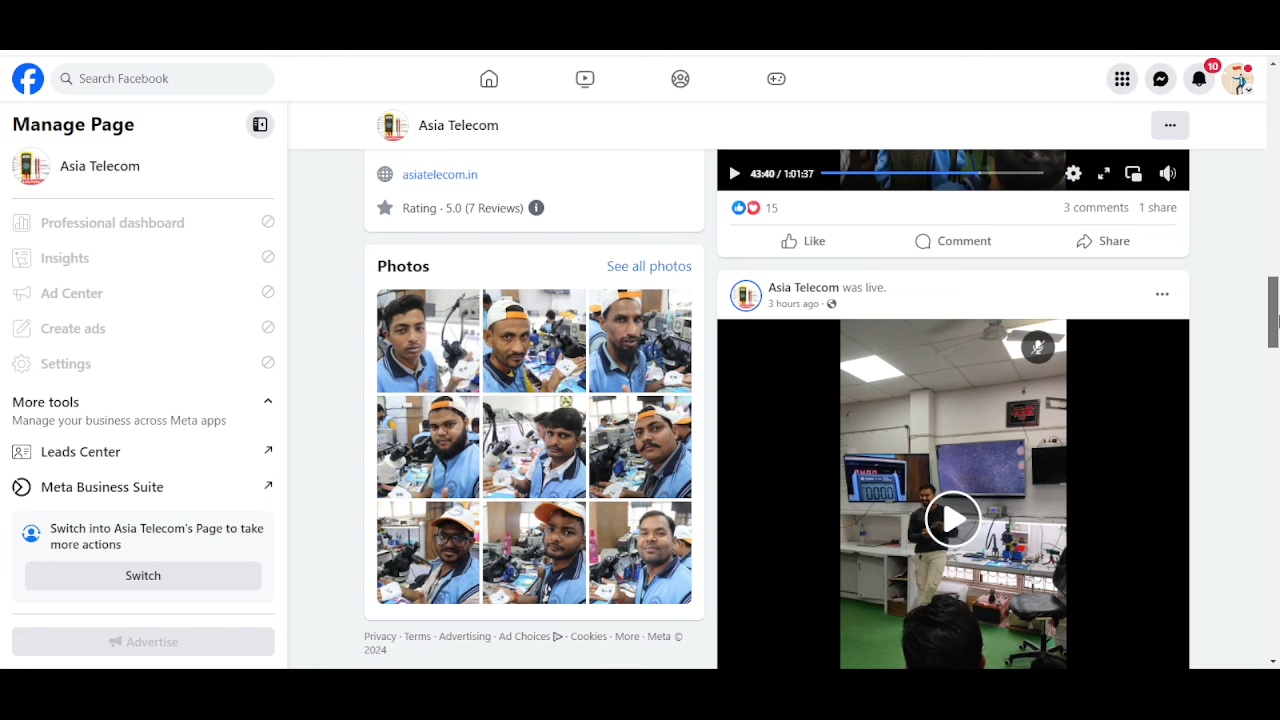 Search Facebook
10
Manage Page
Asia Telecom
Professional dashboard
Insights
Ad Center
Create ads
Settings
More tools
Manage your business across Meta apps
Leads Center
Meta Business Suite
Switch into Asia Telecom's Page to take
more actions
Switch
Advertise
Asia Telecom
asiatelecom.in
Rating · 5.0 (7 Reviews)
Photos
See all photos
Privacy · Terms · Advertising · Ad Choices · Cookies · More · Meta ©
2024
43:40 / 1:01:37
15
3 comments 1 share
Like
Comment
Share
Asia Telecom was live.
3 hours ago ·
000.0